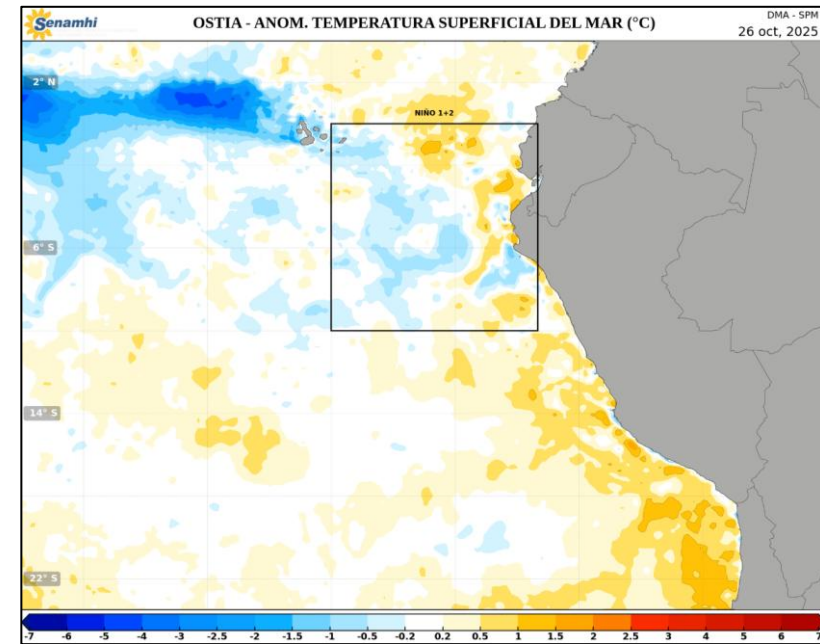 Senamhi
OSTIA - ANOM. TEMPERATURA SUPERFICIAL DEL MAR (°C)
DMA - SPM
26 oct, 2025
2° N
NIÑO 1+2
6° S
14° S
22° S
-7 -6 -5 -4 -3 -2.5 -2 -1.5 -1 -0.5 -0.2 0.2 0.5 1 1.5 2 2.5 3 4 5 6 7